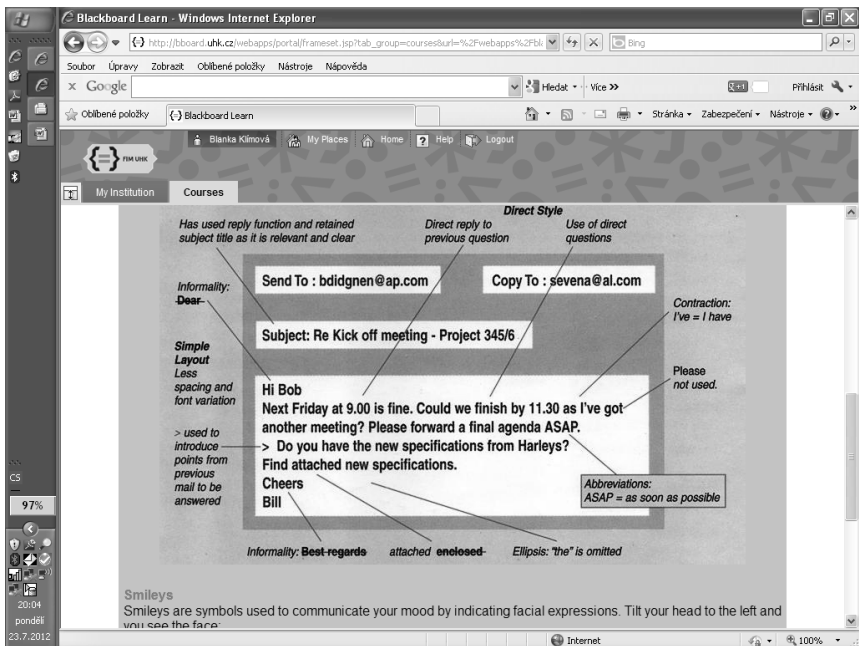 Blackboard Learn - Windows Internet Explorer
http://bboard.uhk.cz/webapps/portal/frameset.jsp?tab_group=courses&url=%2Fwebapps%2Fbl
Bing
Soubor Úpravy Zobrazit Oblíbené položky Nástroje Nápověda
x Google Hledat Více >> +1 Přihlásit
Oblíbené položky Blackboard Learn Stránka Zabezpečení Nástroje »
Blanka Klímová My Places Home ? Help Logout
{=} FIM UHK
My Institution Courses
Direct Style
Has used reply function and retained
subject title as it is relevant and clear
Direct reply to
previous question
Use of direct
questions
Informality:
Dear
Send To : bdidgnen@ap.com
Copy To : sevena@al.com
Contraction:
I've = I have
Subject: Re Kick off meeting - Project 345/6
Simple
Layout
Less
spacing and
font variation
Please
not used.
Hi Bob
Next Friday at 9.00 is fine. Could we finish by 11.30 as I've got
another meeting? Please forward a final agenda ASAP.
> Do you have the new specifications from Harleys?
Find attached new specifications.
Cheers
Bill
> used to
introduce
points from
previous
mail to be
answered
Abbreviations:
ASAP = as soon as possible
Informality: Best regards attached enclosed Ellipsis: "the" is omitted
Smileys
Smileys are symbols used to communicate your mood by indicating facial expressions. Tilt your head to the left and
you see the face:
Internet 100%
CS
97%
20:04
pondělí
23.7.2012